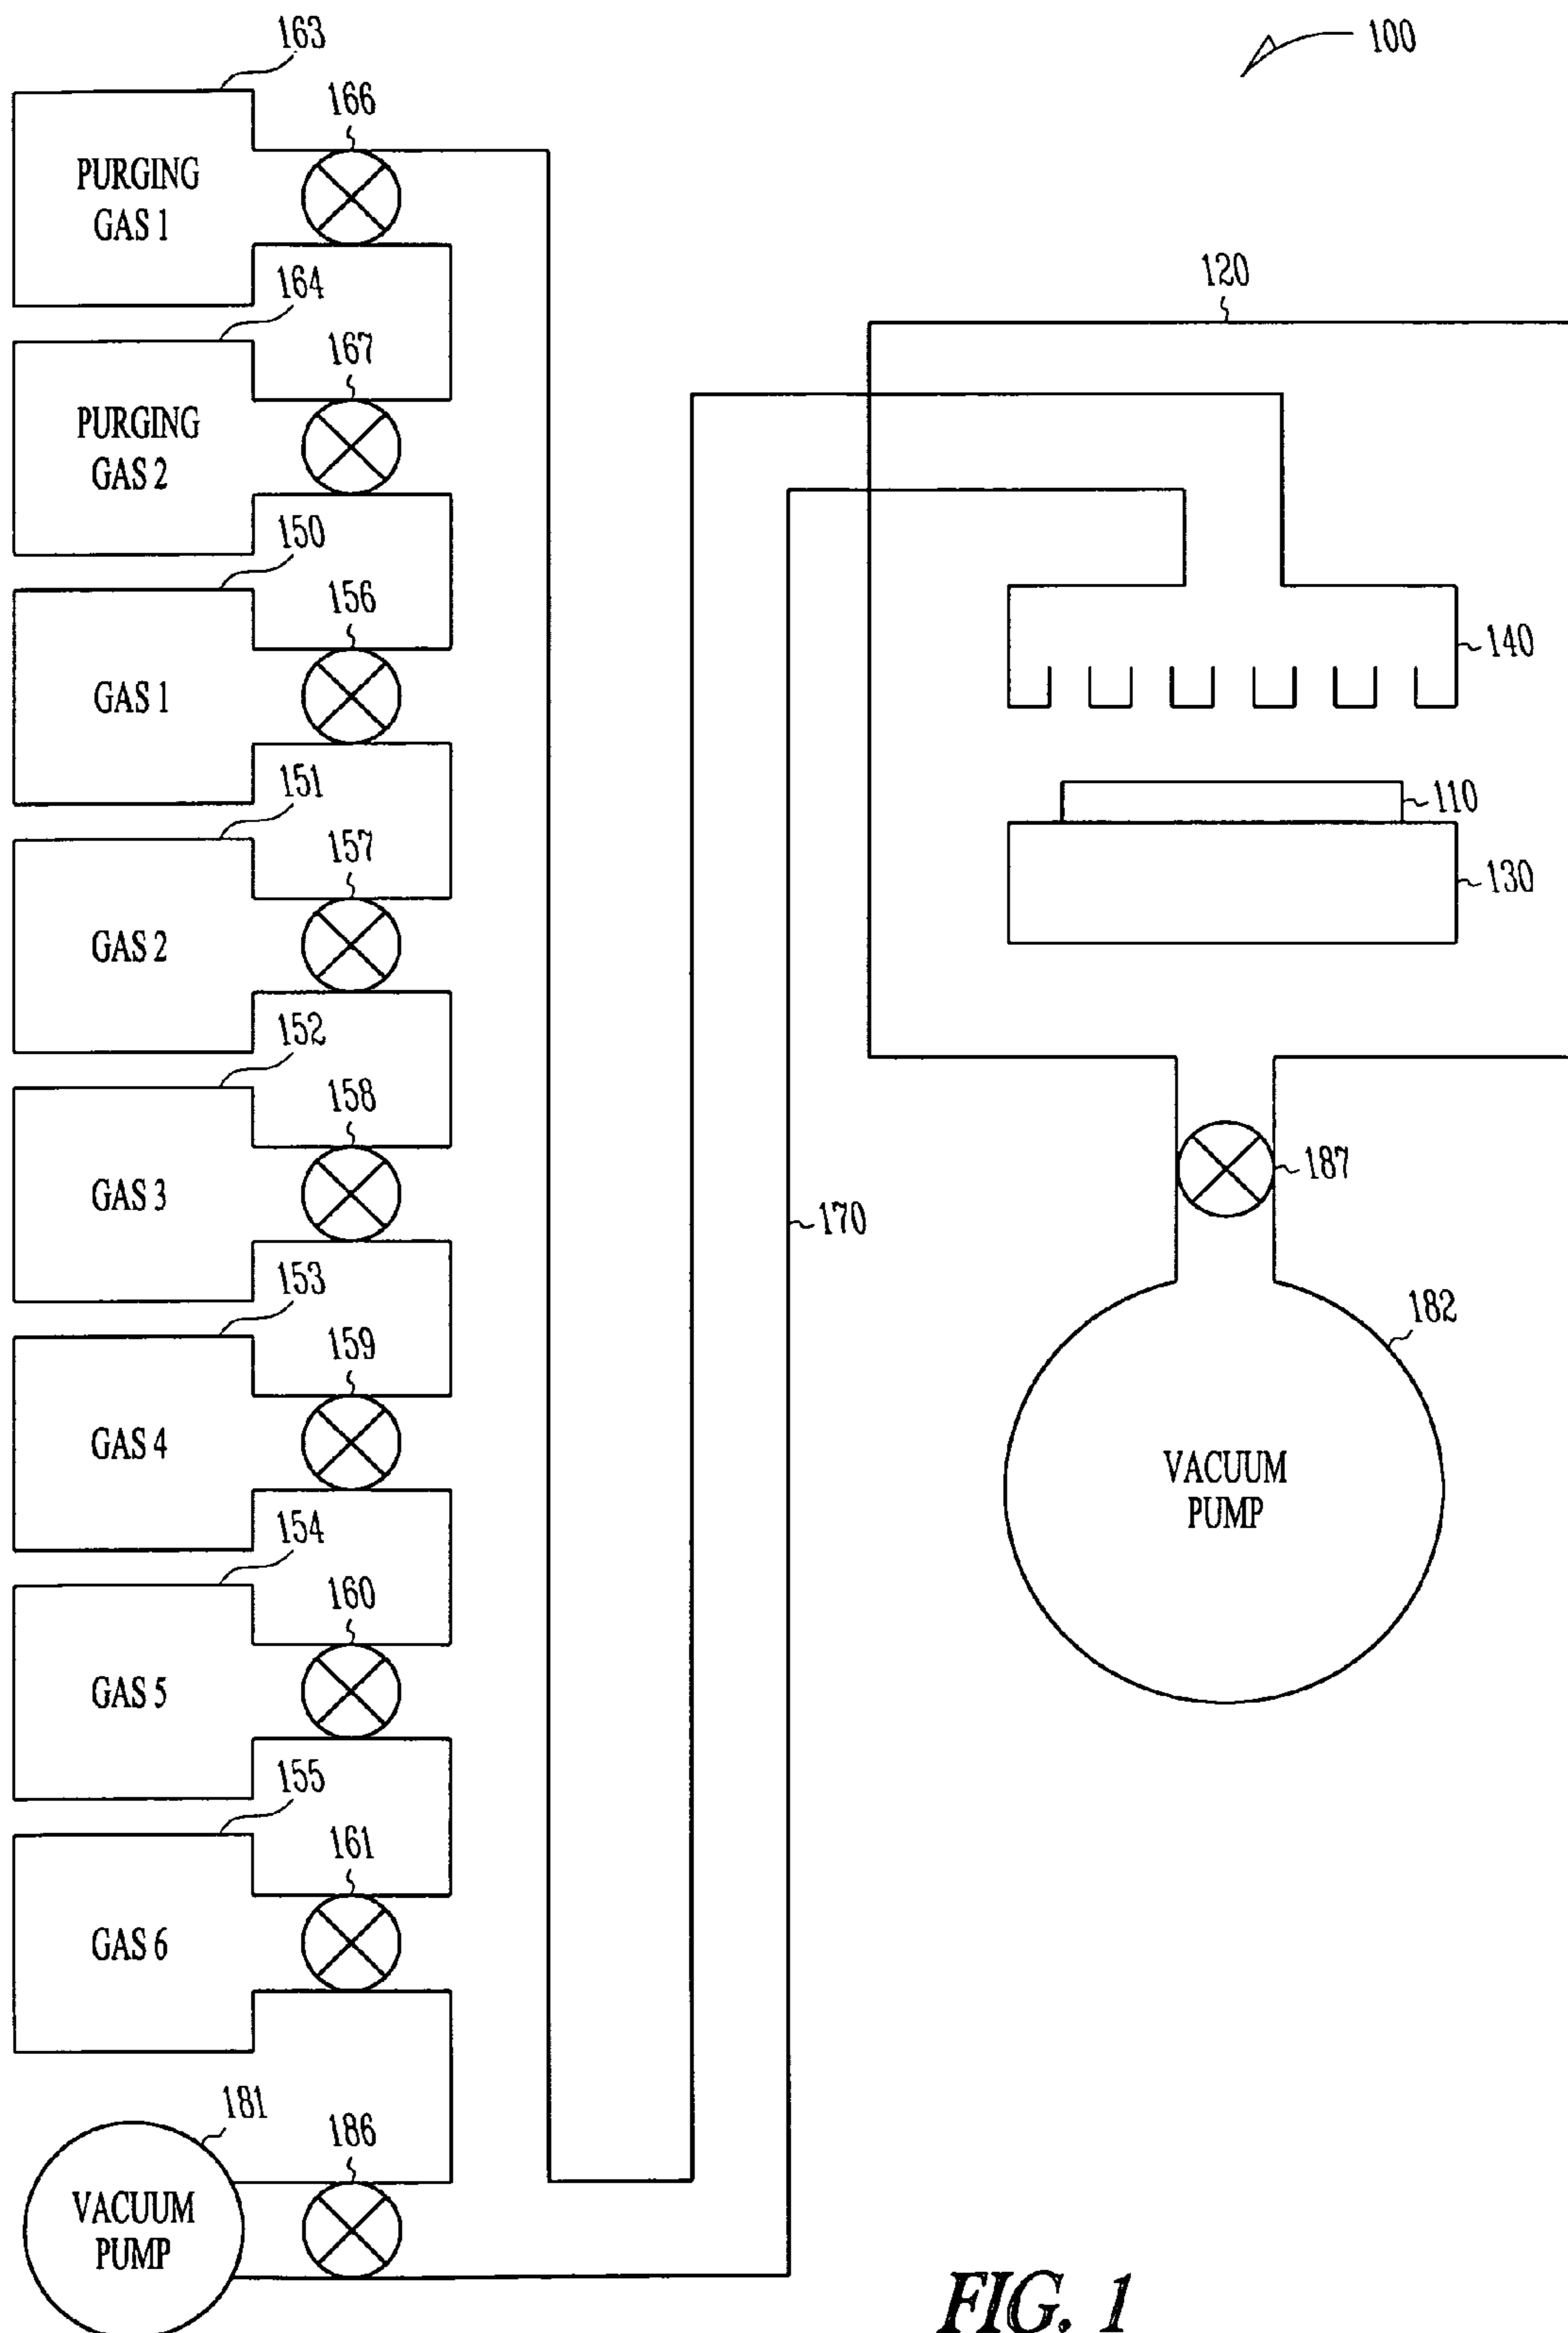 163
100
166
PURGING
GAS 1
164
120
167
PURGING
GAS 2
150
156
140
GAS 1
151
110
157
130
GAS 2
152
158
187
GAS 3
170
153
182
159
GAS 4
VACUUM
PUMP
154
160
GAS 5
155
161
GAS 6
181
186
VACUUM
PUMP
FIG. 1